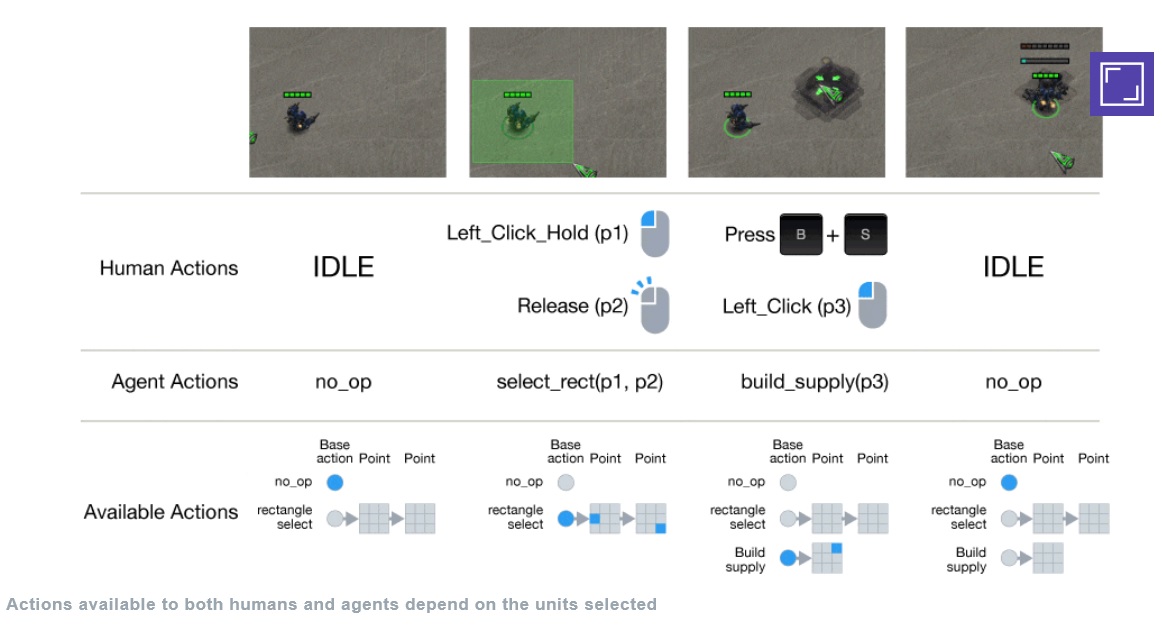 Human Actions
IDLE
Left_Click_Hold (p1)
Release (p2)
Press B + S
Left_Click (p3)
IDLE
Agent Actions
no_op
select_rect(p1, p2)
build_supply(p3)
no_op
Available Actions
Base
action Point Point
no_op
rectangle
select
Base
action Point Point
no_op
rectangle
select
Base
action Point Point
no_op
rectangle
select
Build
supply
Base
action Point Point
no_op
rectangle
select
Build
supply
Actions available to both humans and agents depend on the units selected